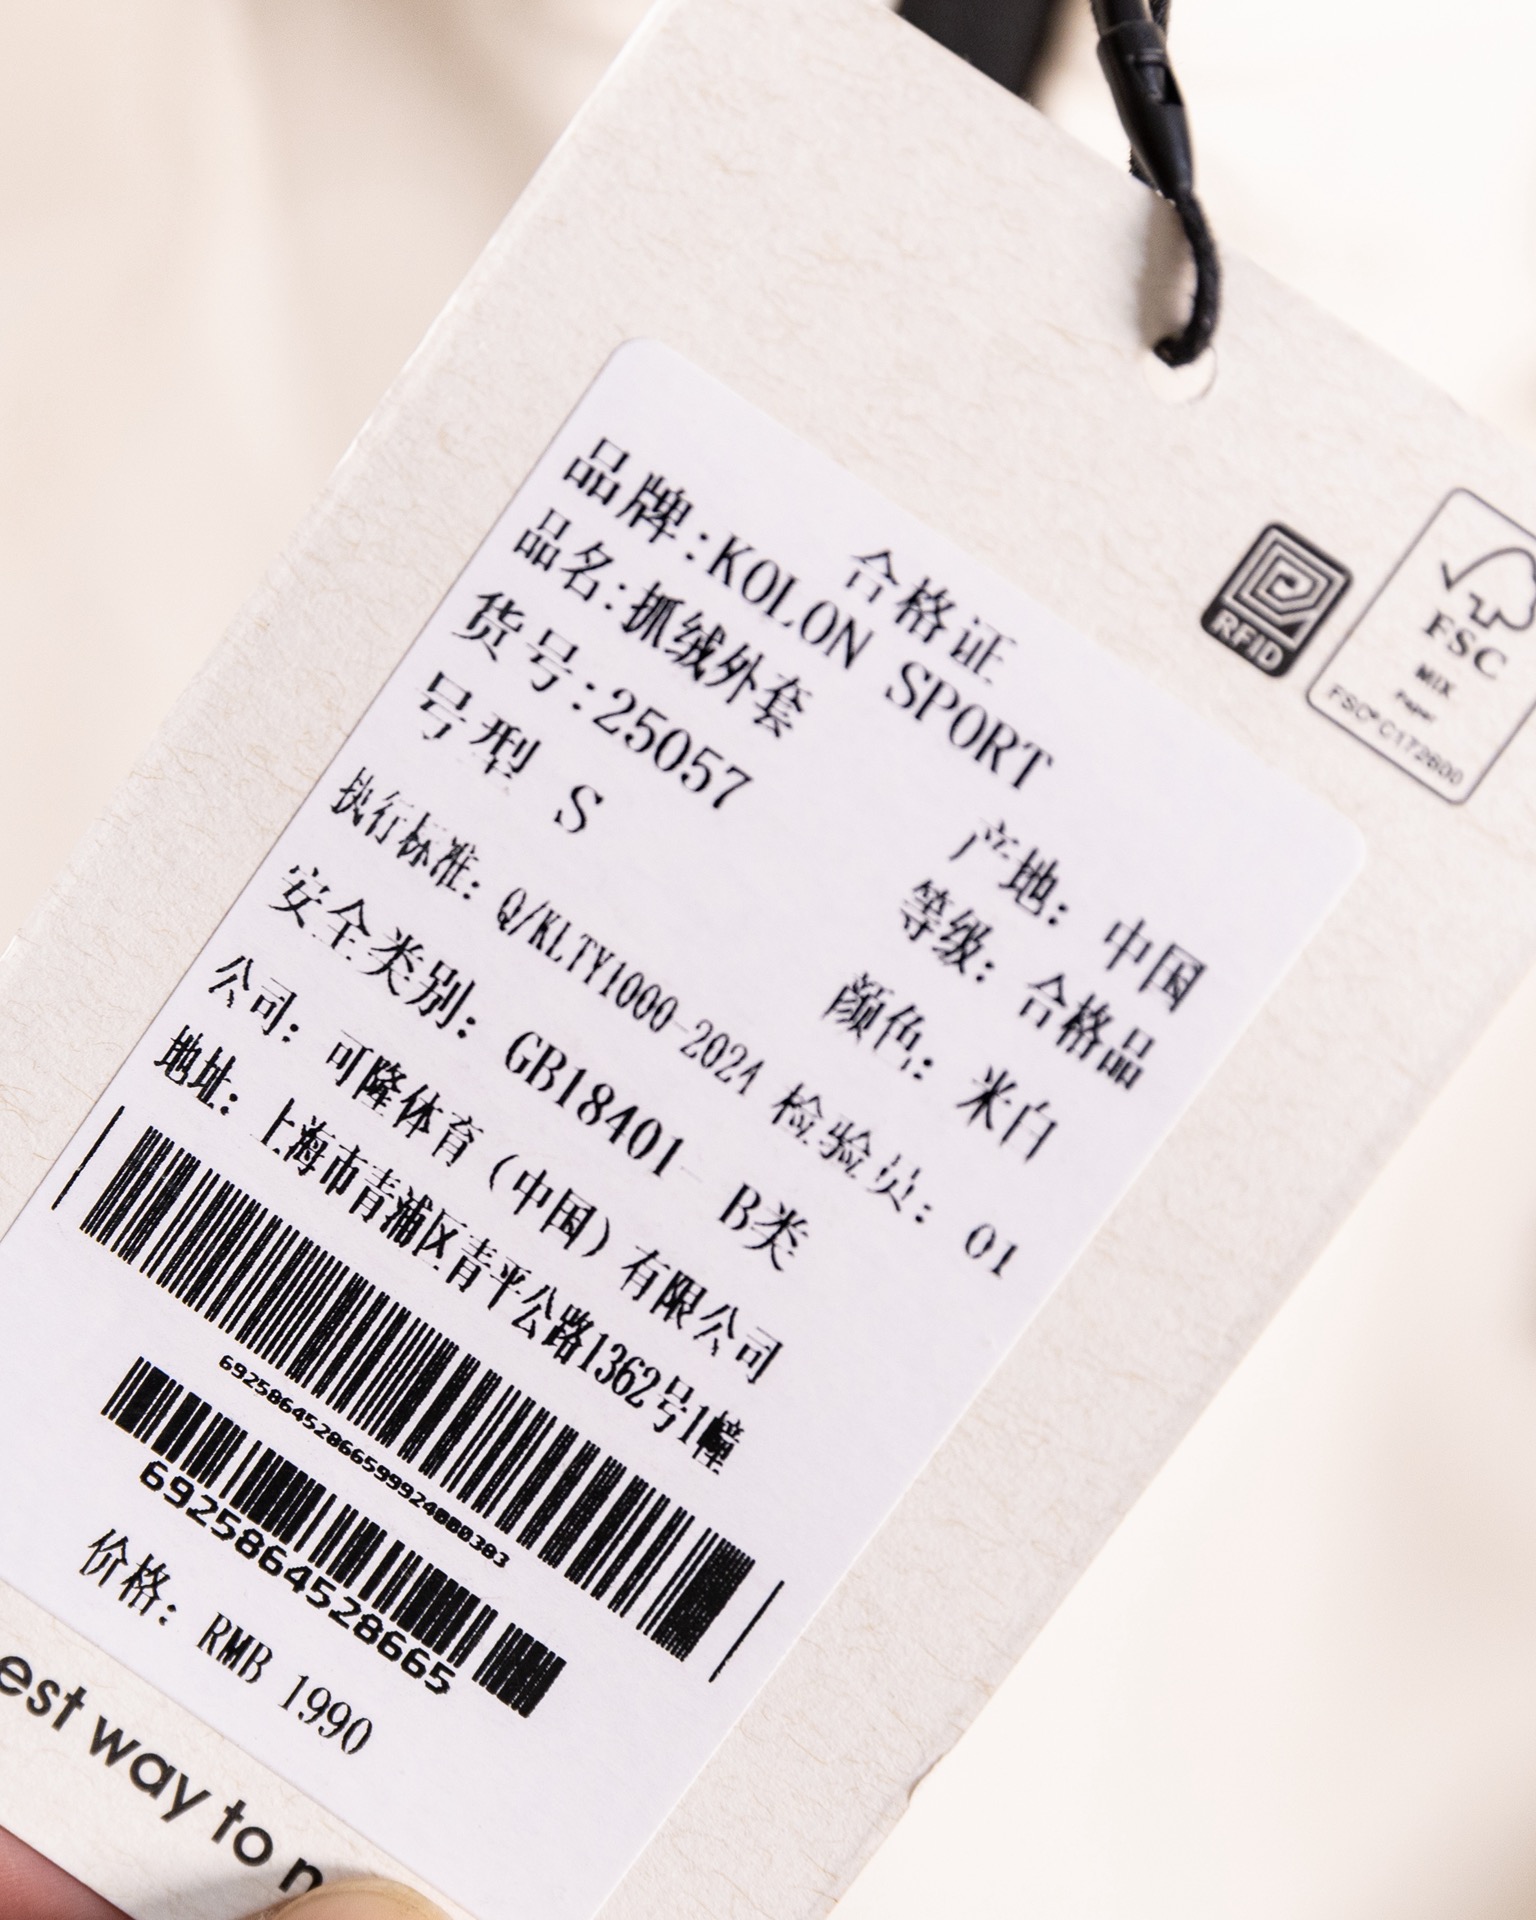 合格证
品牌:KOLON SPORT
品名:抓绒外套
货号:25057
产地: 中国
号型 S
等级: 合格品
颜色: 米白
执行标准: Q/KLTY1000-2024 检验员: 01
安全类别: GB18401- B类
公司: 可隆体育(中国)有限公司
地址: 上海市青浦区青平公路1362号1幢
6925864528665999240000383
6925864528665
价格: RMB 1990
RFID
FSC
MIX
Paper
FSC® C172600
est way to n